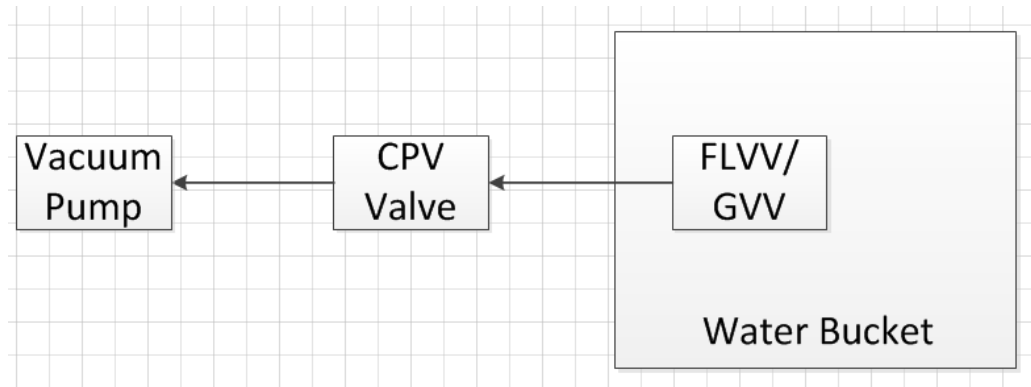 Vacuum
Pump
CPV
Valve
FLVV/
GVV
Water Bucket